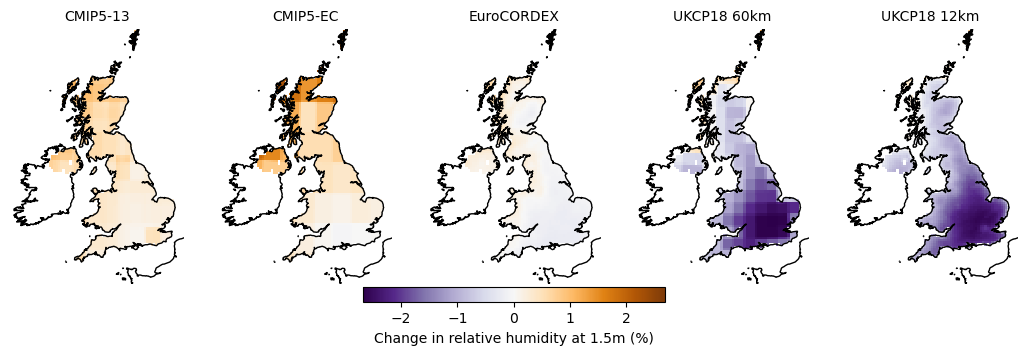 CMIP5-13 CMIP5-EC EuroCORDEX UKCP18 60km UKCP18 12km
−2 −1 0 1 2
Change in relative humidity at 1.5m (%)